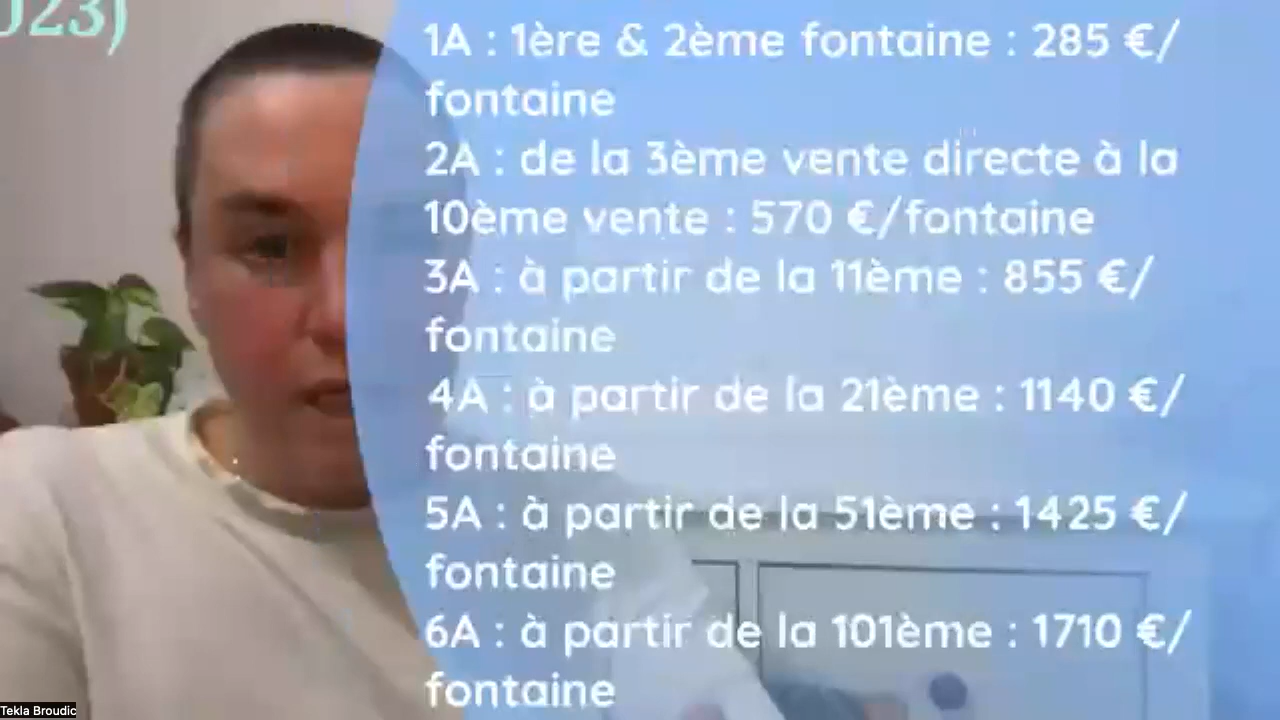 023)
1A : 1ère & 2ème fontaine : 285 €/
fontaine
2A : de la 3ème vente directe à la
10ème vente : 570 €/fontaine
3A : à partir de la 11ème : 855 €/
fontaine
4A : à partir de la 21ème : 1140 €/
fontaine
5A : à partir de la 51ème : 1425 €/
fontaine
6A : à partir de la 101ème : 1710 €/
fontaine
Tekla Broudic